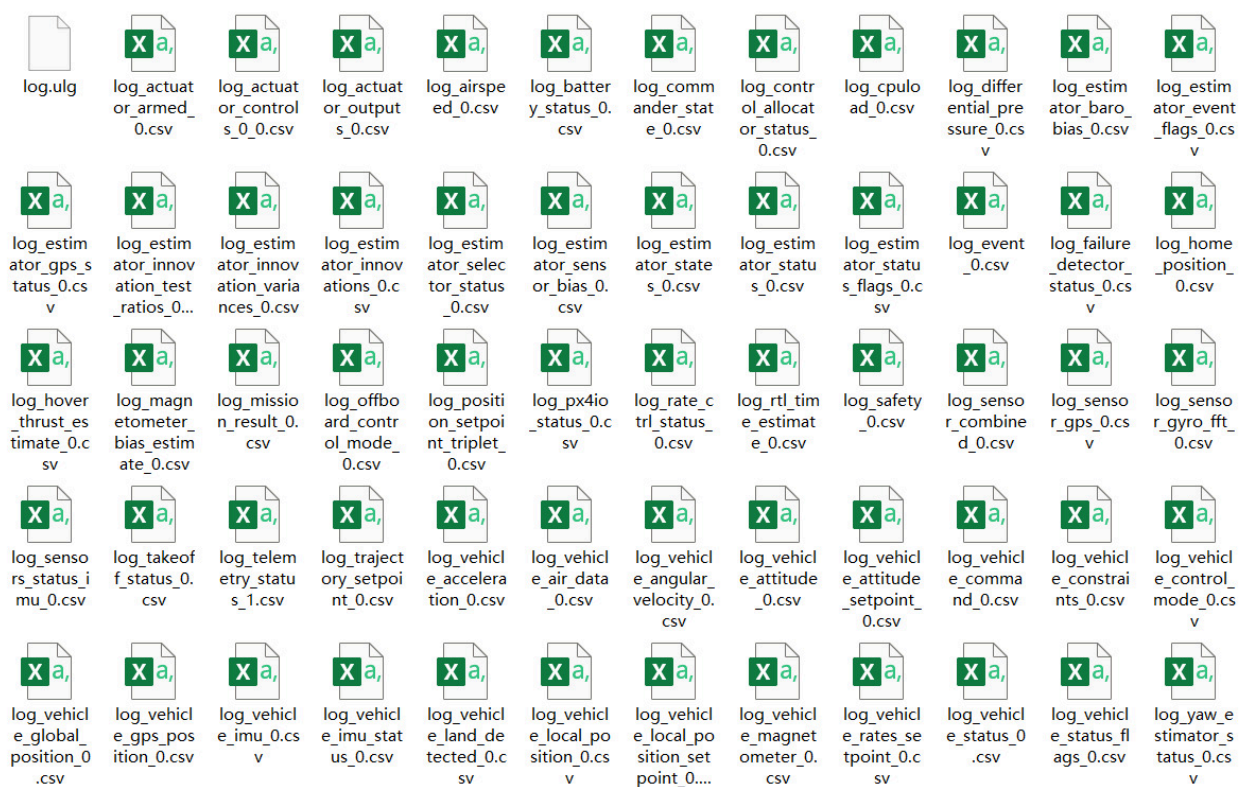 log.ulg
log_actuat
or_armed_
0.csv
log_actuat
or_control
s_0_0.csv
log_actuat
or_output
s_0.csv
log_airspe
ed_0.csv
log_batter
y_status_0.
csv
log_comm
ander_stat
e_0.csv
log_contr
ol_allocat
or_status_
0.csv
log_cpulo
ad_0.csv
log_differ
ential_pre
ssure_0.cs
v
log_estim
ator_baro_
bias_0.csv
log_estim
ator_event
_flags_0.cs
v
log_estim
ator_gps_s
tatus_0.cs
v
log_estim
ator_innov
ation_test
_ratios_0...
log_estim
ator_innov
ation_varia
nces_0.csv
log_estim
ator_innov
ations_0.c
sv
log_estim
ator_selec
tor_status
_0.csv
log_estim
ator_sens
or_bias_0.
csv
log_estim
ator_state
s_0.csv
log_estim
ator_statu
s_0.csv
log_estim
ator_statu
s_flags_0.c
sv
log_event
_0.csv
log_failure
_detector_
status_0.cs
v
log_home
_position_
0.csv
log_hover
_thrust_es
timate_0.c
sv
log_magn
etometer_
bias_estim
ate_0.csv
log_missio
n_result_0.
csv
log_offbo
ard_contr
ol_mode_
0.csv
log_positi
on_setpoi
nt_triplet_
0.csv
log_px4io
_status_0.c
sv
log_rate_c
trl_status_
0.csv
log_rtl_tim
e_estimat
e_0.csv
log_safety
_0.csv
log_senso
r_combine
d_0.csv
log_senso
r_gps_0.cs
v
log_senso
r_gyro_fft_
0.csv
log_senso
rs_status_i
mu_0.csv
log_takeof
f_status_0.
csv
log_telem
etry_statu
s_1.csv
log_traject
ory_setpoi
nt_0.csv
log_vehicl
e_accelera
tion_0.csv
log_vehicl
e_air_data
_0.csv
log_vehicl
e_angular_
velocity_0.
csv
log_vehicl
e_attitude
_0.csv
log_vehicl
e_attitude
_setpoint_
0.csv
log_vehicl
e_comma
nd_0.csv
log_vehicl
e_constrai
nts_0.csv
log_vehicl
e_control_
mode_0.cs
v
log_vehicl
e_global_
position_0
.csv
log_vehicl
e_gps_pos
ition_0.csv
log_vehicl
e_imu_0.cs
v
log_vehicl
e_imu_stat
us_0.csv
log_vehicl
e_land_de
tected_0.c
sv
log_vehicl
e_local_po
sition_0.cs
v
log_vehicl
e_local_po
sition_set
point_0....
log_vehicl
e_magnet
ometer_0.
csv
log_vehicl
e_rates_se
tpoint_0.c
sv
log_vehicl
e_status_0
.csv
log_vehicl
e_status_fl
ags_0.csv
log_yaw_e
stimator_s
tatus_0.cs
v